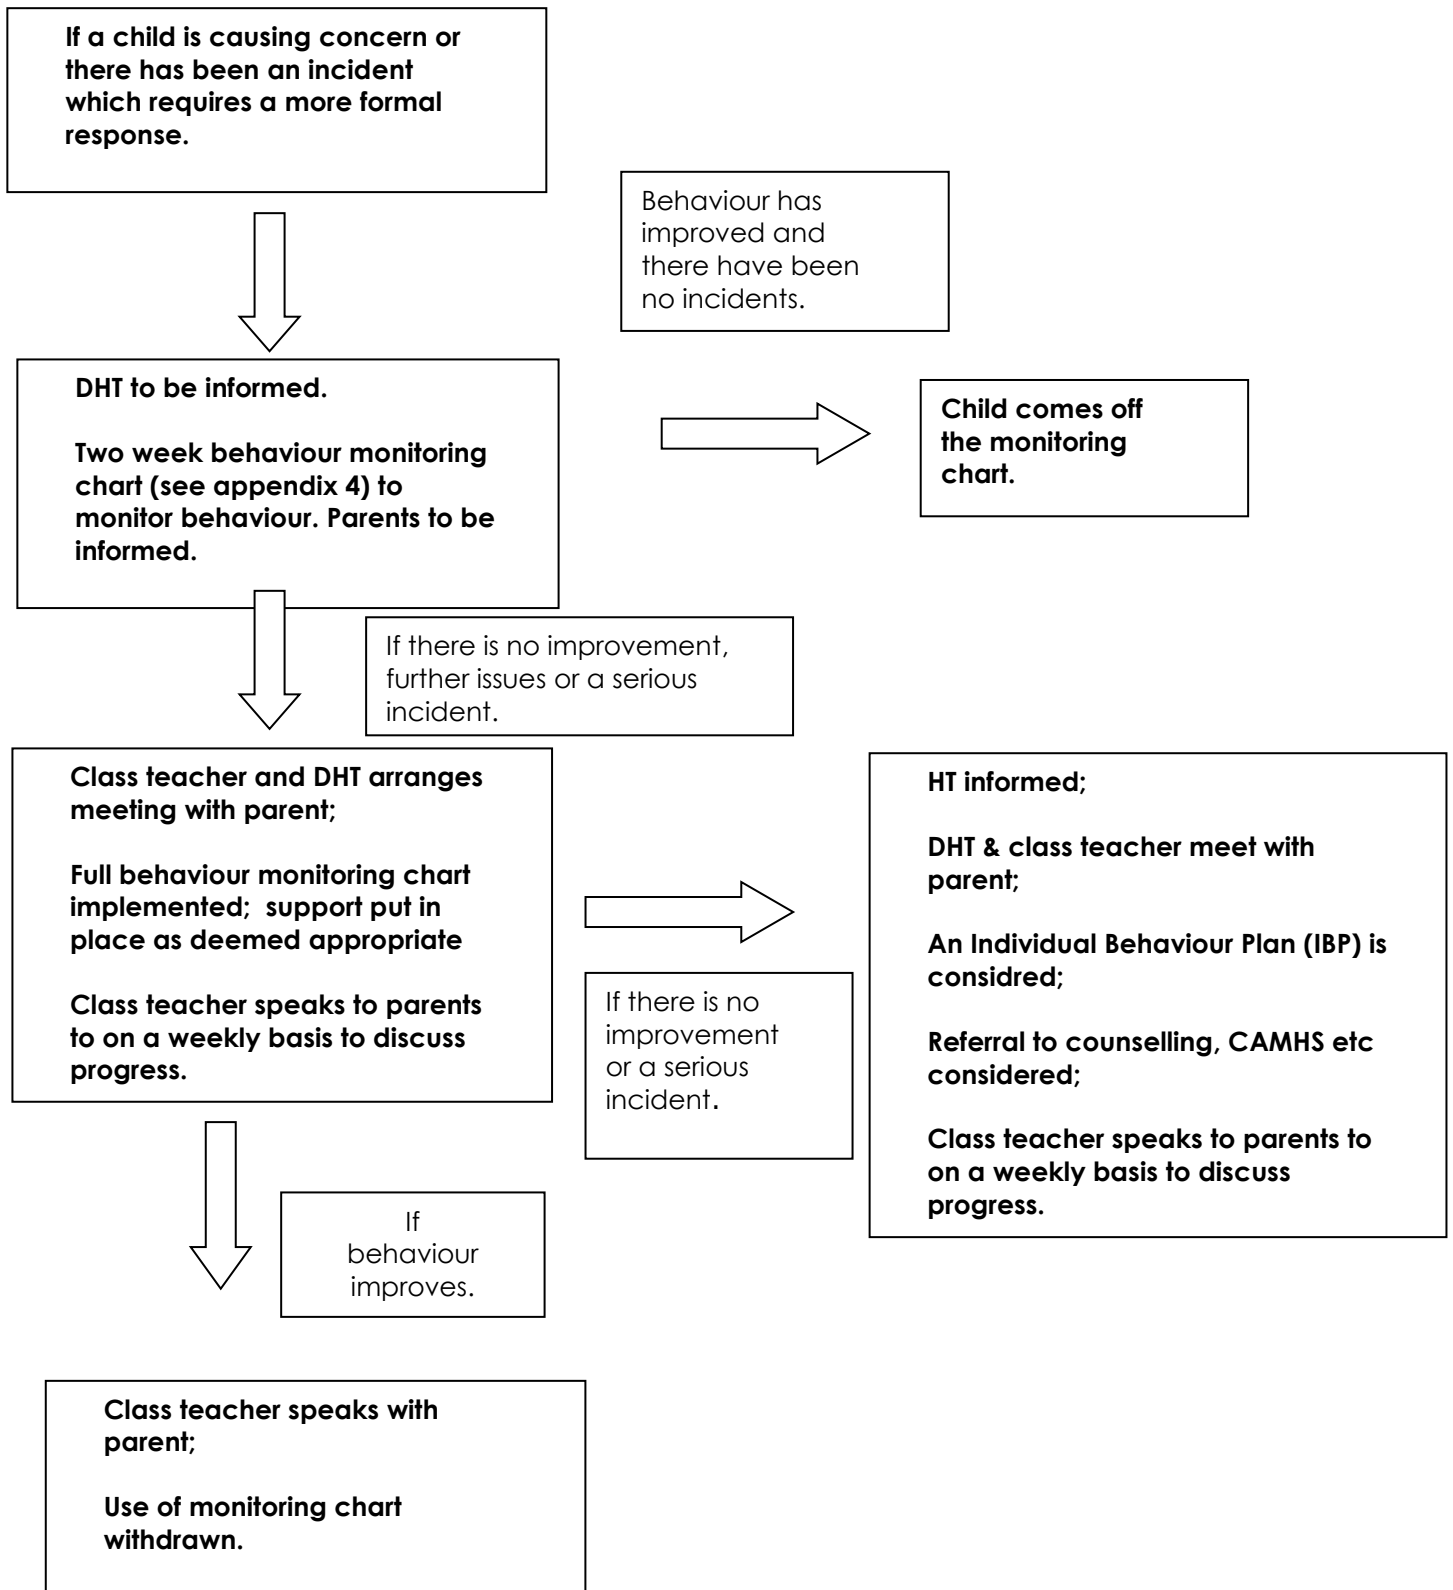 If a child is causing concern or
there has been an incident
which requires a more formal
response.
Behaviour has
improved and
there have been
no incidents.
DHT to be informed.
Two week behaviour monitoring
chart (see appendix 4) to
monitor behaviour. Parents to be
informed.
Child comes off
the monitoring
chart.
If there is no improvement,
further issues or a serious
incident.
Class teacher and DHT arranges
meeting with parent;
Full behaviour monitoring chart
implemented;  support put in
place as deemed appropriate
Class teacher speaks to parents
to on a weekly basis to discuss
progress.
If there is no
improvement
or a serious
incident.
HT informed;
DHT & class teacher meet with
parent;
An Individual Behaviour Plan (IBP) is
considred;
Referral to counselling, CAMHS etc
considered;
Class teacher speaks to parents to
on a weekly basis to discuss
progress.
If
behaviour
improves.
Class teacher speaks with
parent;
Use of monitoring chart
withdrawn.